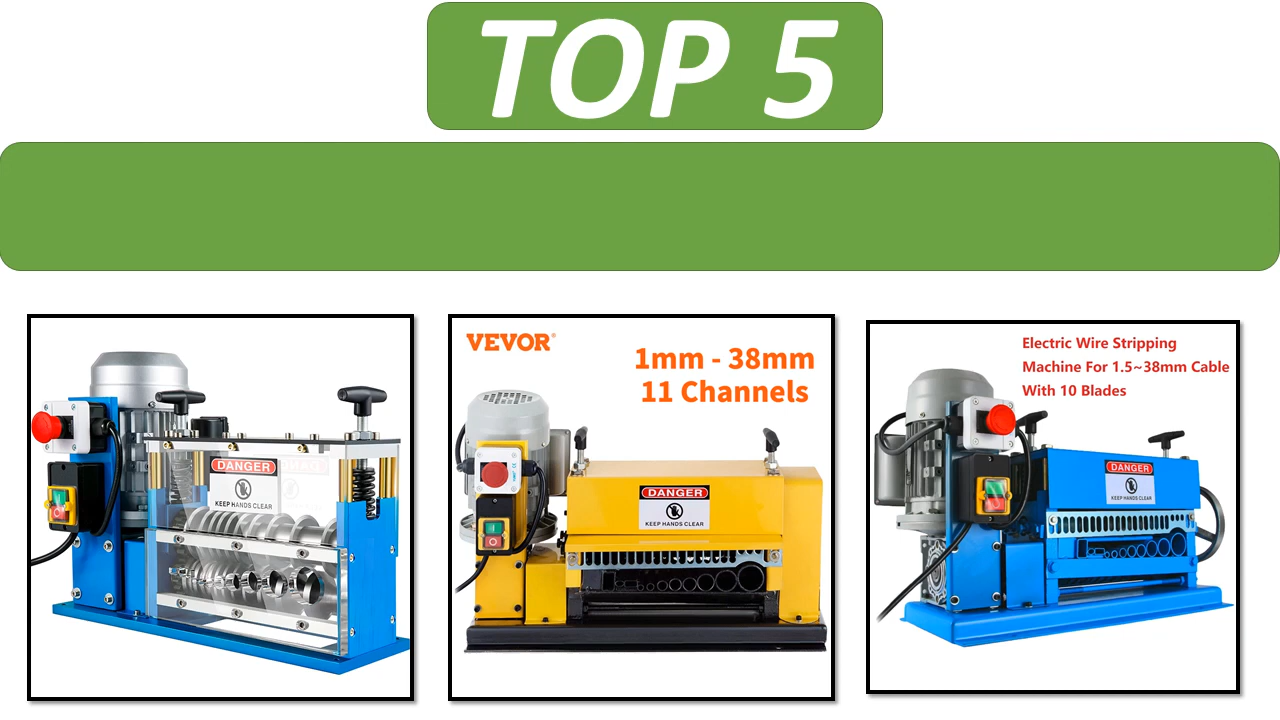 TOP 5
DANGER
KEEP HANDS CLEAR
VEVOR
1mm - 38mm
11 Channels
DANGER
KEEP HANDS CLEAR
Electric Wire Stripping
Machine For 1.5~38mm Cable
With 10 Blades
DANGER
KEEP HANDS CLEAR